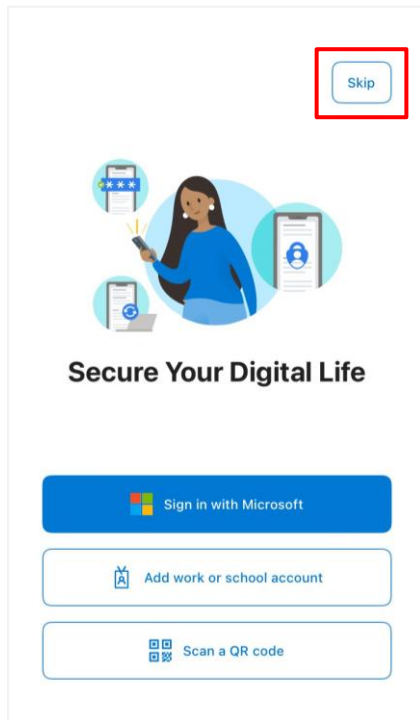 Skip
***
Secure Your Digital Life
Sign in with Microsoft
Add work or school account
Scan a QR code